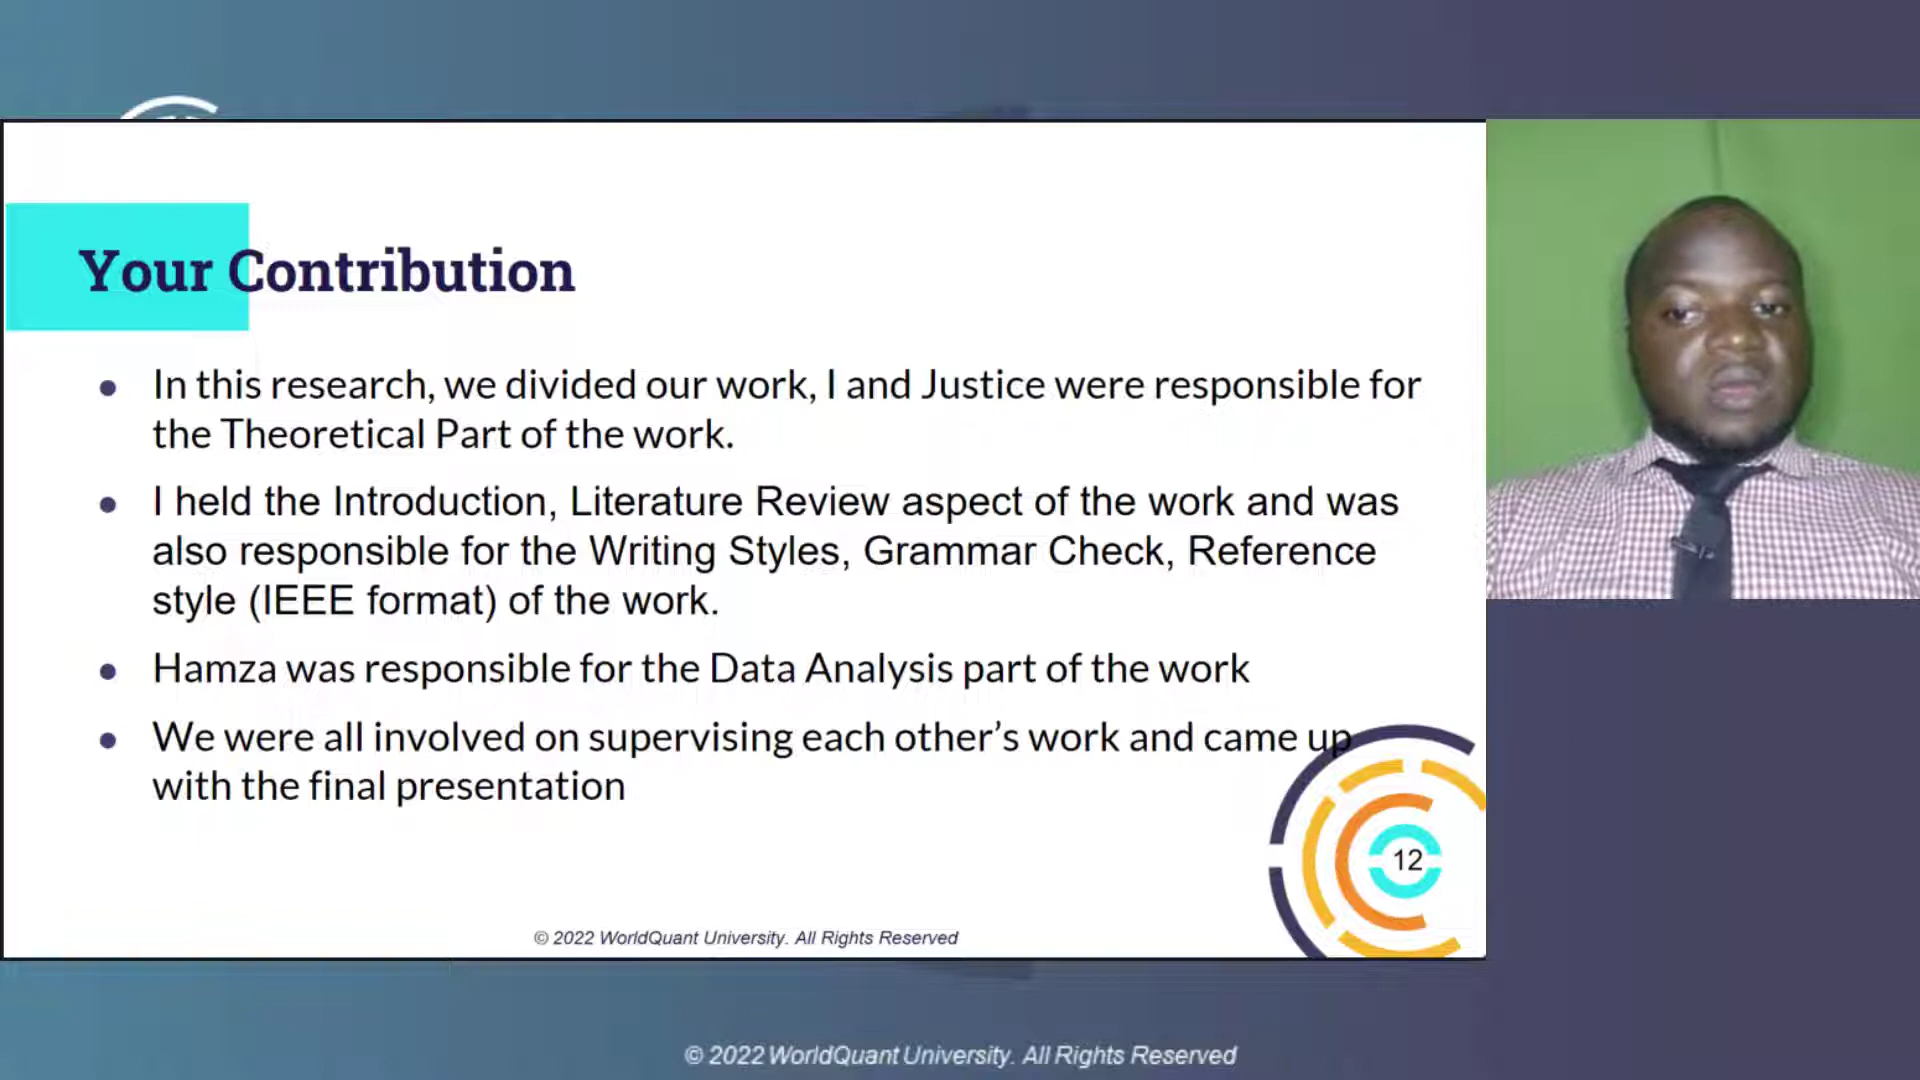 Your Contribution
In this research, we divided our work, I and Justice were responsible for
the Theoretical Part of the work.
I held the Introduction, Literature Review aspect of the work and was
also responsible for the Writing Styles, Grammar Check, Reference
style (IEEE format) of the work.
Hamza was responsible for the Data Analysis part of the work
We were all involved on supervising each other’s work and came up
with the final presentation
12
© 2022 WorldQuant University. All Rights Reserved
© 2022 WorldQuant University. All Rights Reserved